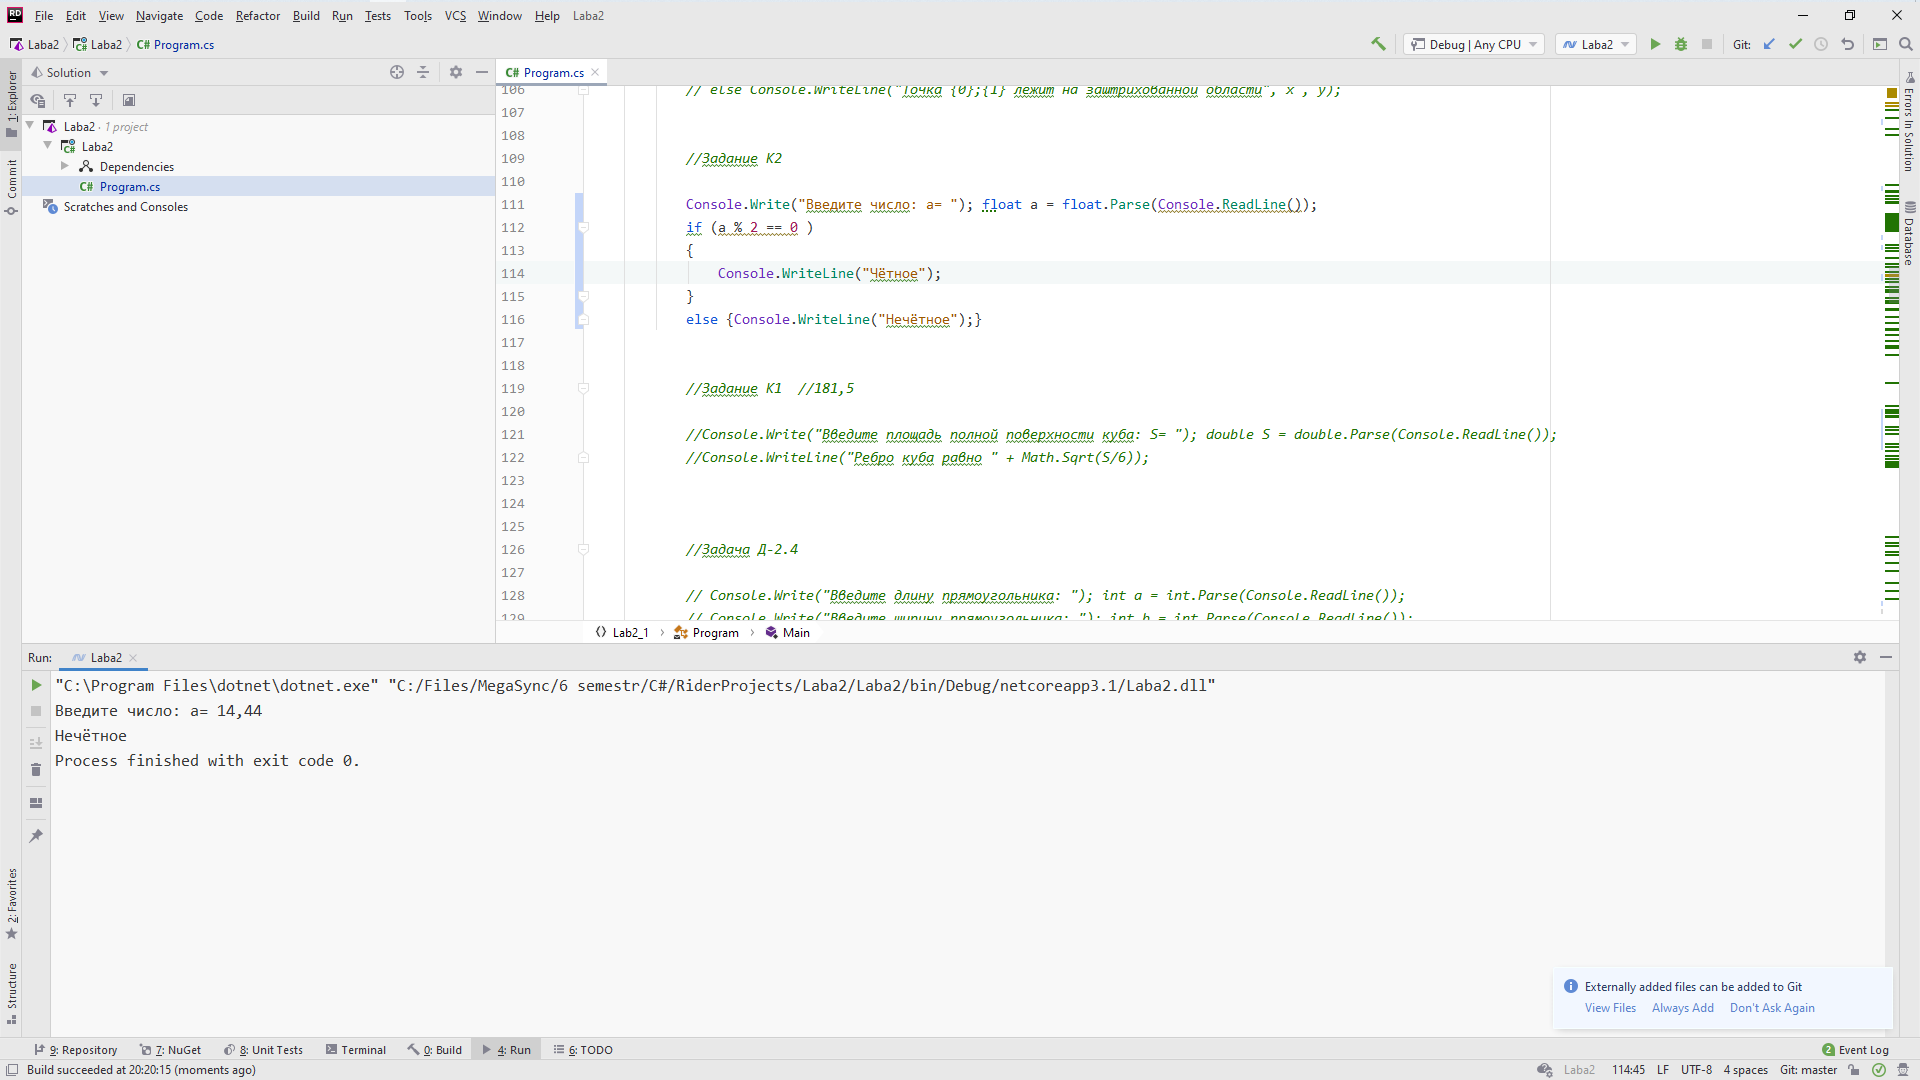 File Edit View Navigate Code Refactor Build Run Tests Tools VCS Window Help Laba2
Laba2 Laba2 C# Program.cs
Debug | Any CPU Laba2 Git:
Solution
C# Program.cs
1: Explorer
Commit
2: Favorites
Structure
Errors In Solution
Database
Laba2 · 1 project
Laba2
Dependencies
C# Program.cs
Scratches and Consoles
106 // else Console.WriteLine("Точка {0};{1} лежит на заштрихованной области", x , y);
107
108
109 //Задание К2
110
111 Console.Write("Введите число: a= "); float a = float.Parse(Console.ReadLine());
112 if (a % 2 == 0 )
113 {
114 Console.WriteLine("Чётное");
115 }
116 else {Console.WriteLine("Нечётное");}
117
118
119 //Задание К1 //181,5
120
121 //Console.Write("Введите площадь полной поверхности куба: S= "); double S = double.Parse(Console.ReadLine());
122 //Console.WriteLine("Ребро куба равно " + Math.Sqrt(S/6));
123
124
125
126 //Задача Д-2.4
127
128 // Console.Write("Введите длину прямоугольника: "); int a = int.Parse(Console.ReadLine());
129 // Console.Write("Введите ширину прямоугольника: "); int b = int.Parse(Console.ReadLine());
Lab2_1 Program Main
Run: Laba2
"C:\Program Files\dotnet\dotnet.exe" "C:/Files/MegaSync/6 semestr/C#/RiderProjects/Laba2/Laba2/bin/Debug/netcoreapp3.1/Laba2.dll"
Введите число: a= 14,44
Нечётное
Process finished with exit code 0.
Externally added files can be added to Git
View Files Always Add Don't Ask Again
9: Repository 7: NuGet 8: Unit Tests Terminal 0: Build 4: Run 6: TODO 2 Event Log
Build succeeded at 20:20:15 (moments ago) Laba2 114:45 LF UTF-8 4 spaces Git: master